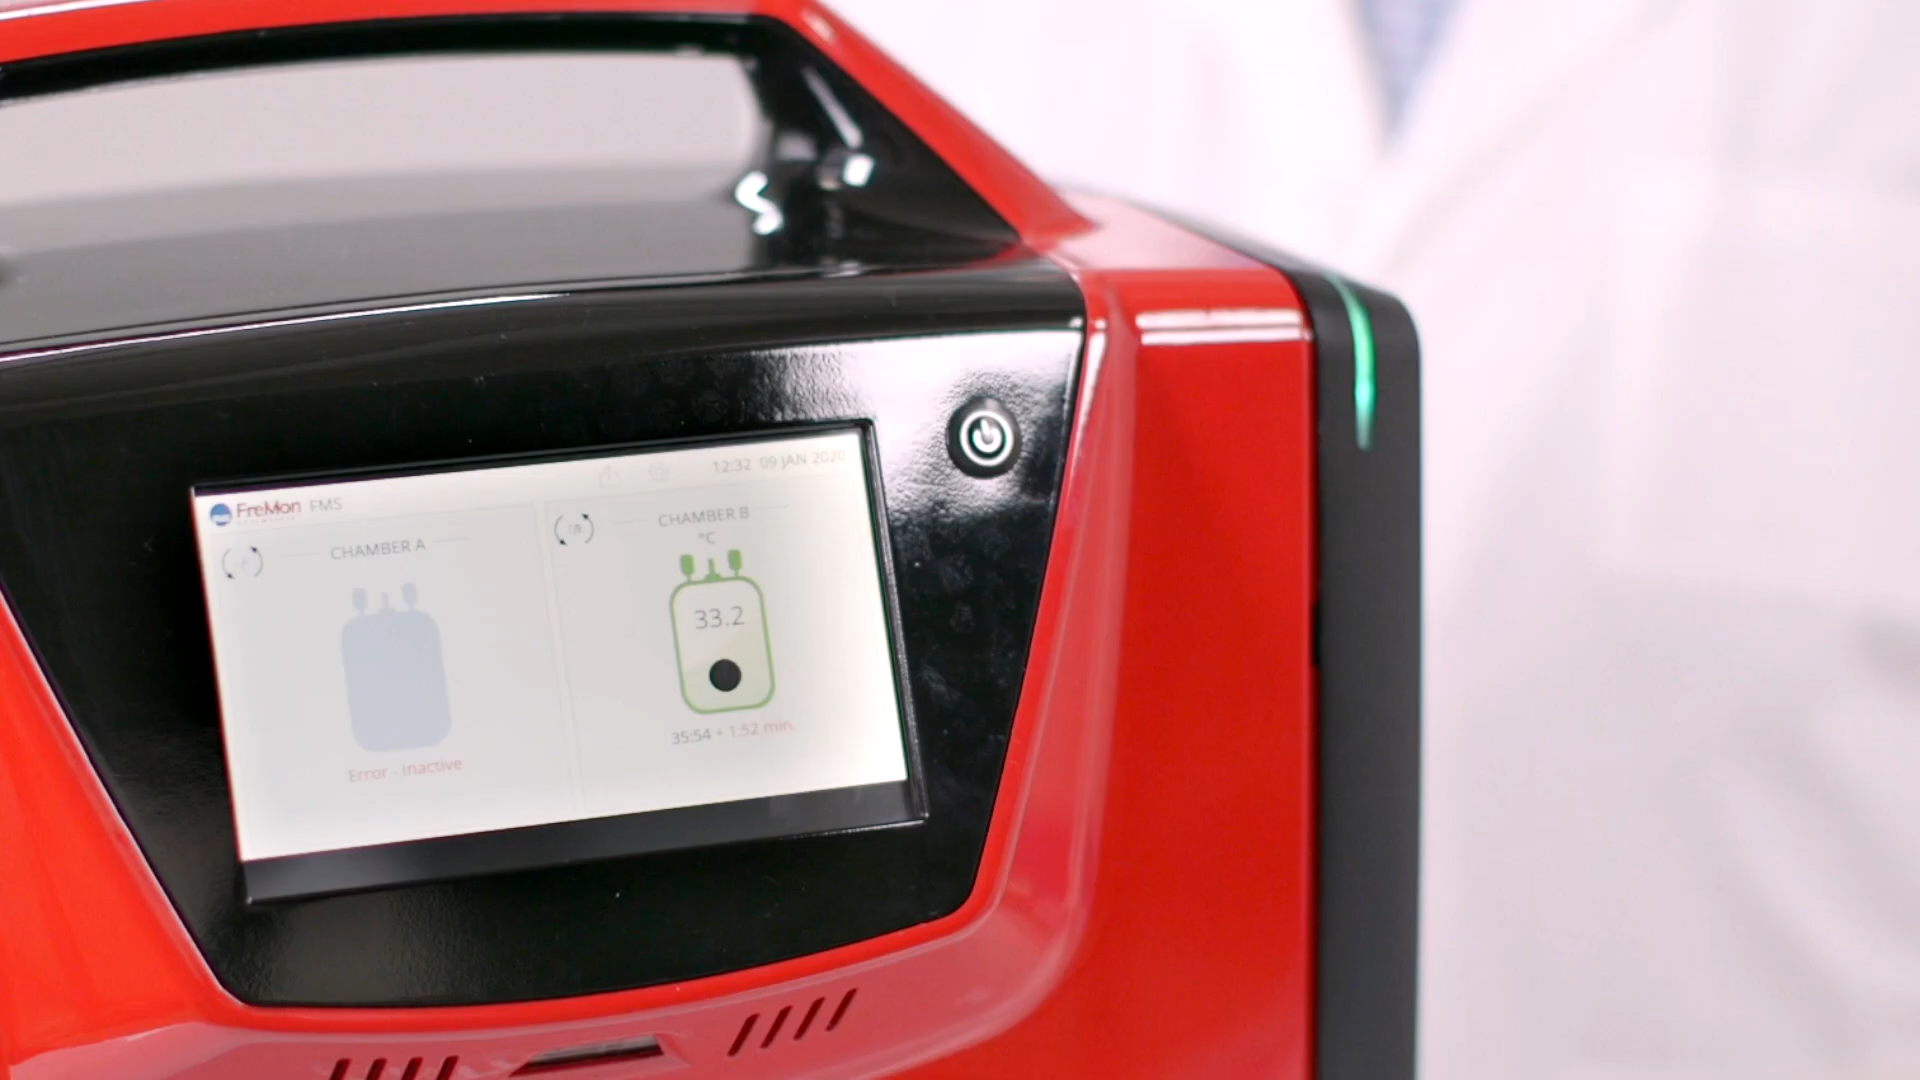 12:32 09 JAN 2020
FreMon FMS
CHAMBER A
Error - Inactive
CHAMBER B
°C
33.2
35:54 + 1:52 min.